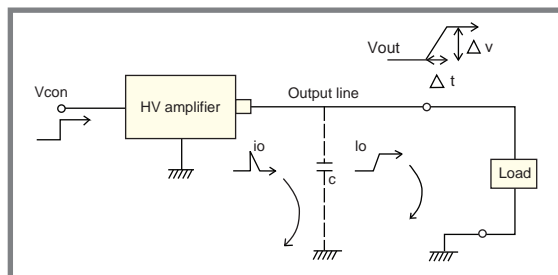 Vout
Δ v
Δ t
Vcon
HV amplifier
Output line
io
Io
c
Load